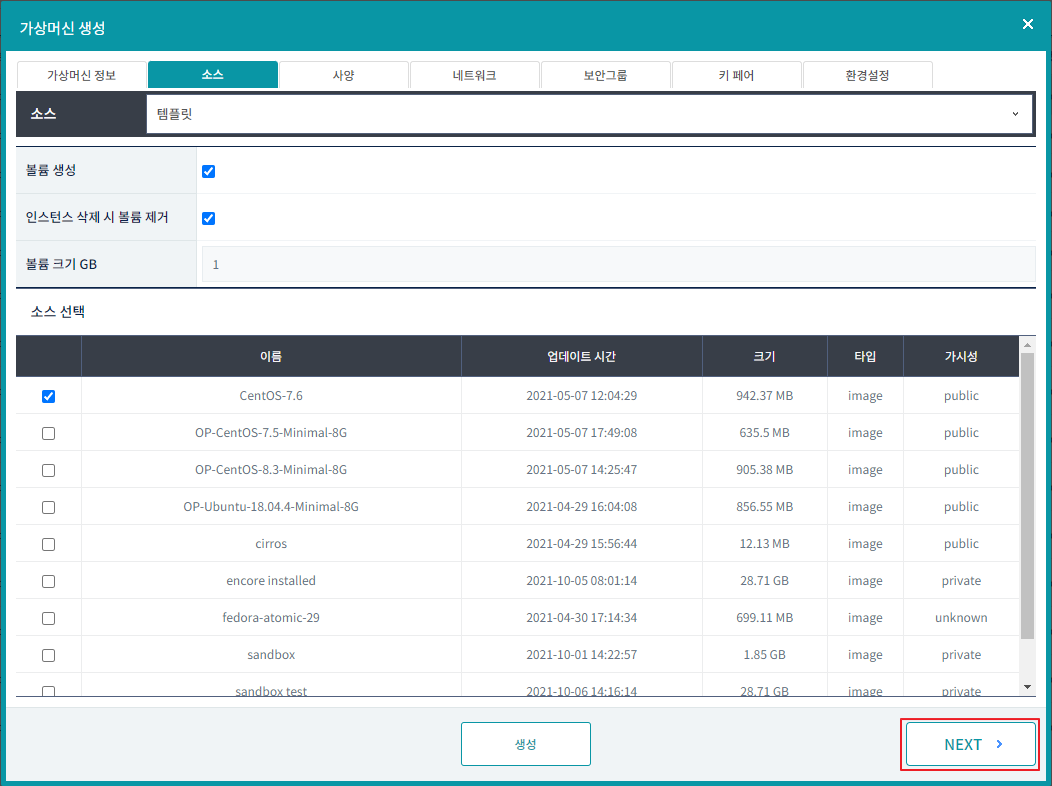 가상머신 생성
가상머신 정보 소스 사양 네트워크 보안그룹 키 페어 환경설정
소스 템플릿
볼륨 생성
인스턴스 삭제 시 볼륨 제거
볼륨 크기 GB 1
소스 선택
이름 업데이트 시간 크기 타입 가시성
CentOS-7.6 2021-05-07 12:04:29 942.37 MB image public
OP-CentOS-7.5-Minimal-8G 2021-05-07 17:49:08 635.5 MB image public
OP-CentOS-8.3-Minimal-8G 2021-05-07 14:25:47 905.38 MB image public
OP-Ubuntu-18.04.4-Minimal-8G 2021-04-29 16:04:08 856.55 MB image public
cirros 2021-04-29 15:56:44 12.13 MB image public
encore installed 2021-10-05 08:01:14 28.71 GB image private
fedora-atomic-29 2021-04-30 17:14:34 699.11 MB image unknown
sandbox 2021-10-01 14:22:57 1.85 GB image private
sandbox test 2021-10-06 14:16:14 28.71 GB image private
생성 NEXT